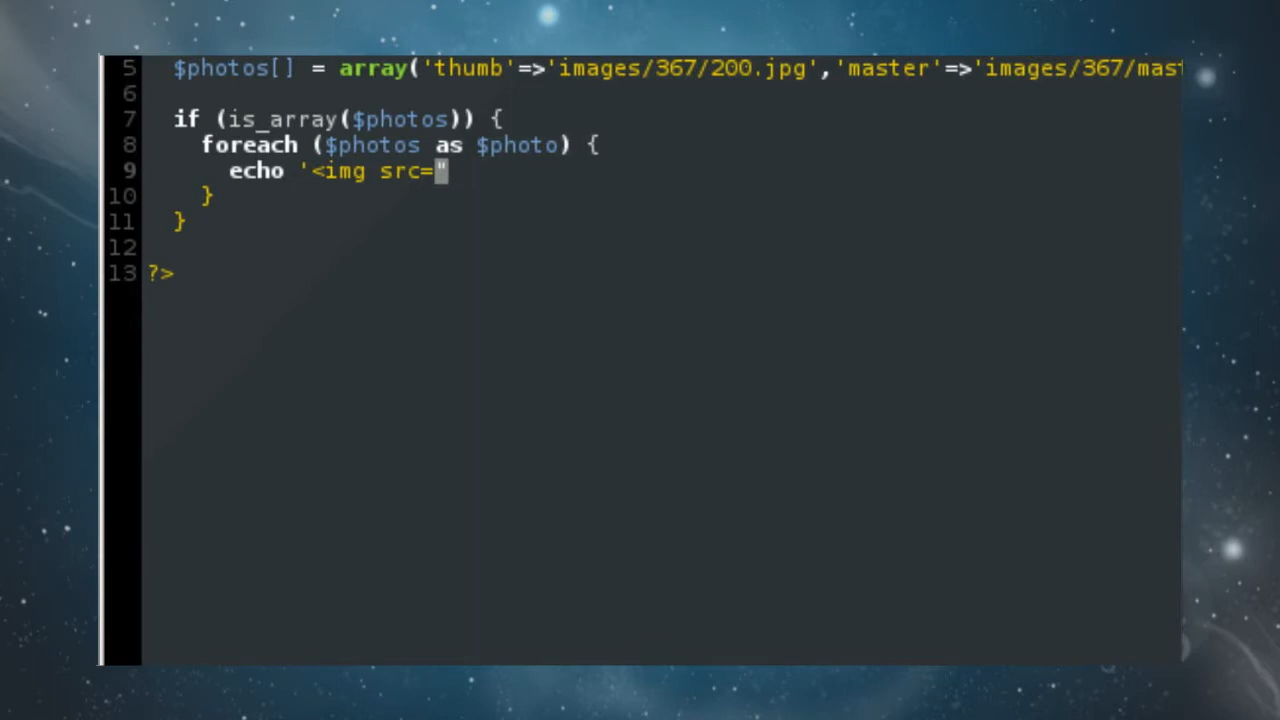 5 $photos[] = array('thumb'=>'images/367/200.jpg','master'=>'images/367/mast
6
7 if (is_array($photos)) {
8 foreach ($photos as $photo) {
9 echo '<img src="
10 }
11 }
12
13 ?>